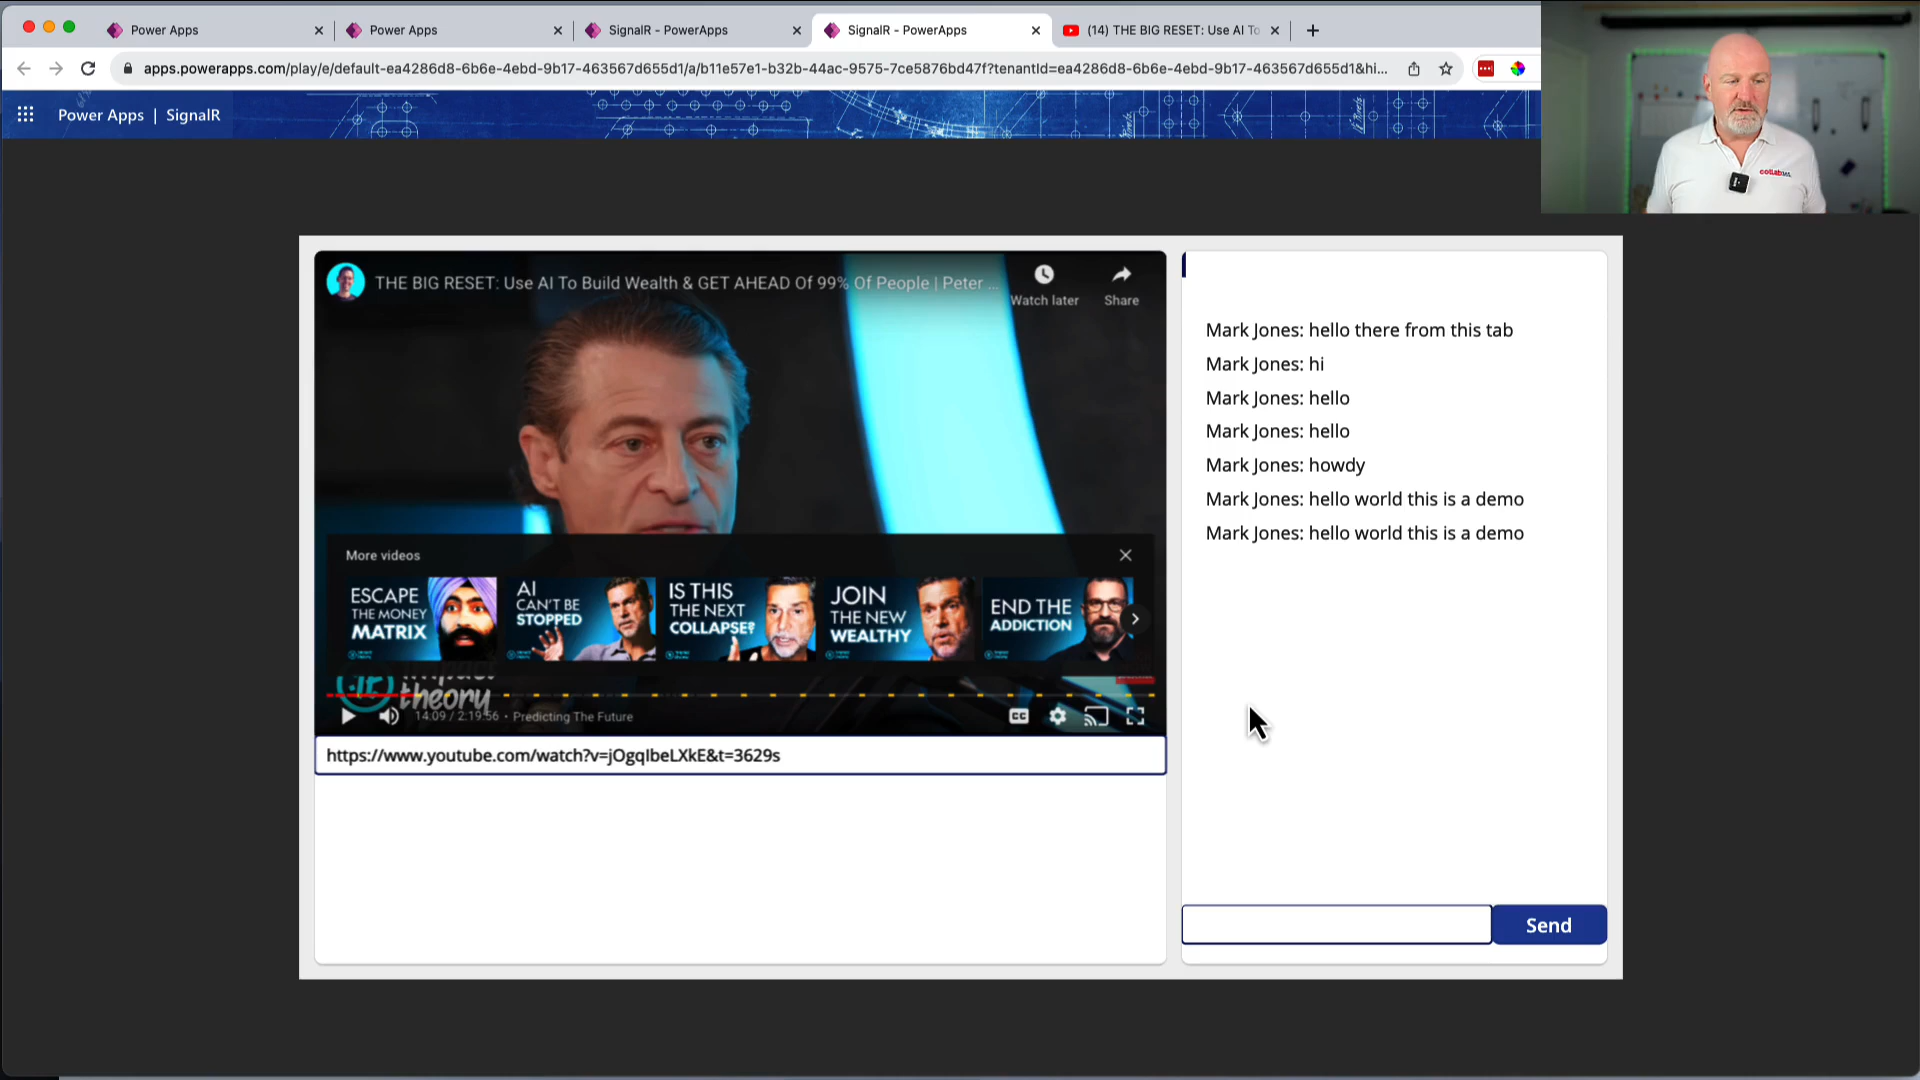 Power Apps
Power Apps
SignalR - PowerApps
SignalR - PowerApps
(14) THE BIG RESET: Use AI To
apps.powerapps.com/play/e/default-ea4286d8-6b6e-4ebd-9b17-463567d655d1/a/b11e57e1-b32b-44ac-9575-7ce5876bd47f?tenantId=ea4286d8-6b6e-4ebd-9b17-463567d655d1&hi...
Power Apps | SignalR
THE BIG RESET: Use AI To Build Wealth & GET AHEAD Of 99% Of People | Peter ...
Watch later
Share
More videos
ESCAPE
THE MONEY
MATRIX
AI
CAN'T BE
STOPPED
IS THIS
THE NEXT
COLLAPSE?
JOIN
THE NEW
WEALTHY
END THE
ADDICTION
impact
theory
14:09 / 2:19:56 • Predicting The Future
CC
https://www.youtube.com/watch?v=jOgqIbeLXkE&t=3629s
Mark Jones: hello there from this tab
Mark Jones: hi
Mark Jones: hello
Mark Jones: hello
Mark Jones: howdy
Mark Jones: hello world this is a demo
Mark Jones: hello world this is a demo
Send